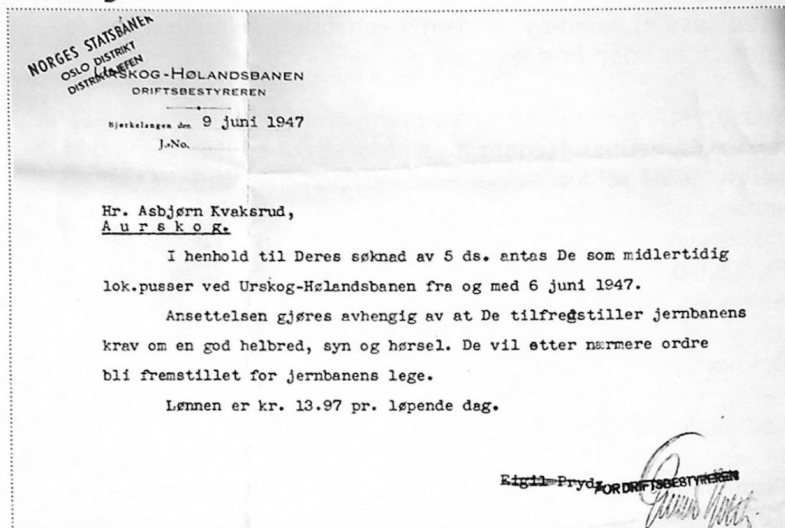 NORGES STATSBANER
OSLO DISTRIKT
DISTRIKTSJEFEN
URSKOG-HØLANDSBANEN
DRIFTSBESTYREREN
Bjørkelangen den 9 juni 1947
J.-No.
Hr. Asbjørn Kvaksrud,
Aurskog.
I henhold til Deres søknad av 5 ds. antas De som midlertidig
lok.pusser ved Urskog-Hølandsbanen fra og med 6 juni 1947.
Ansettelsen gjøres avhengig av at De tilfredstiller jernbanens
krav om en god helbred, syn og hørsel. De vil etter nærmere ordre
bli fremstillet for jernbanens lege.
Lønnen er kr. 13.97 pr. løpende dag.
Eigil Prydz
FOR DRIFTSBESTYREREN